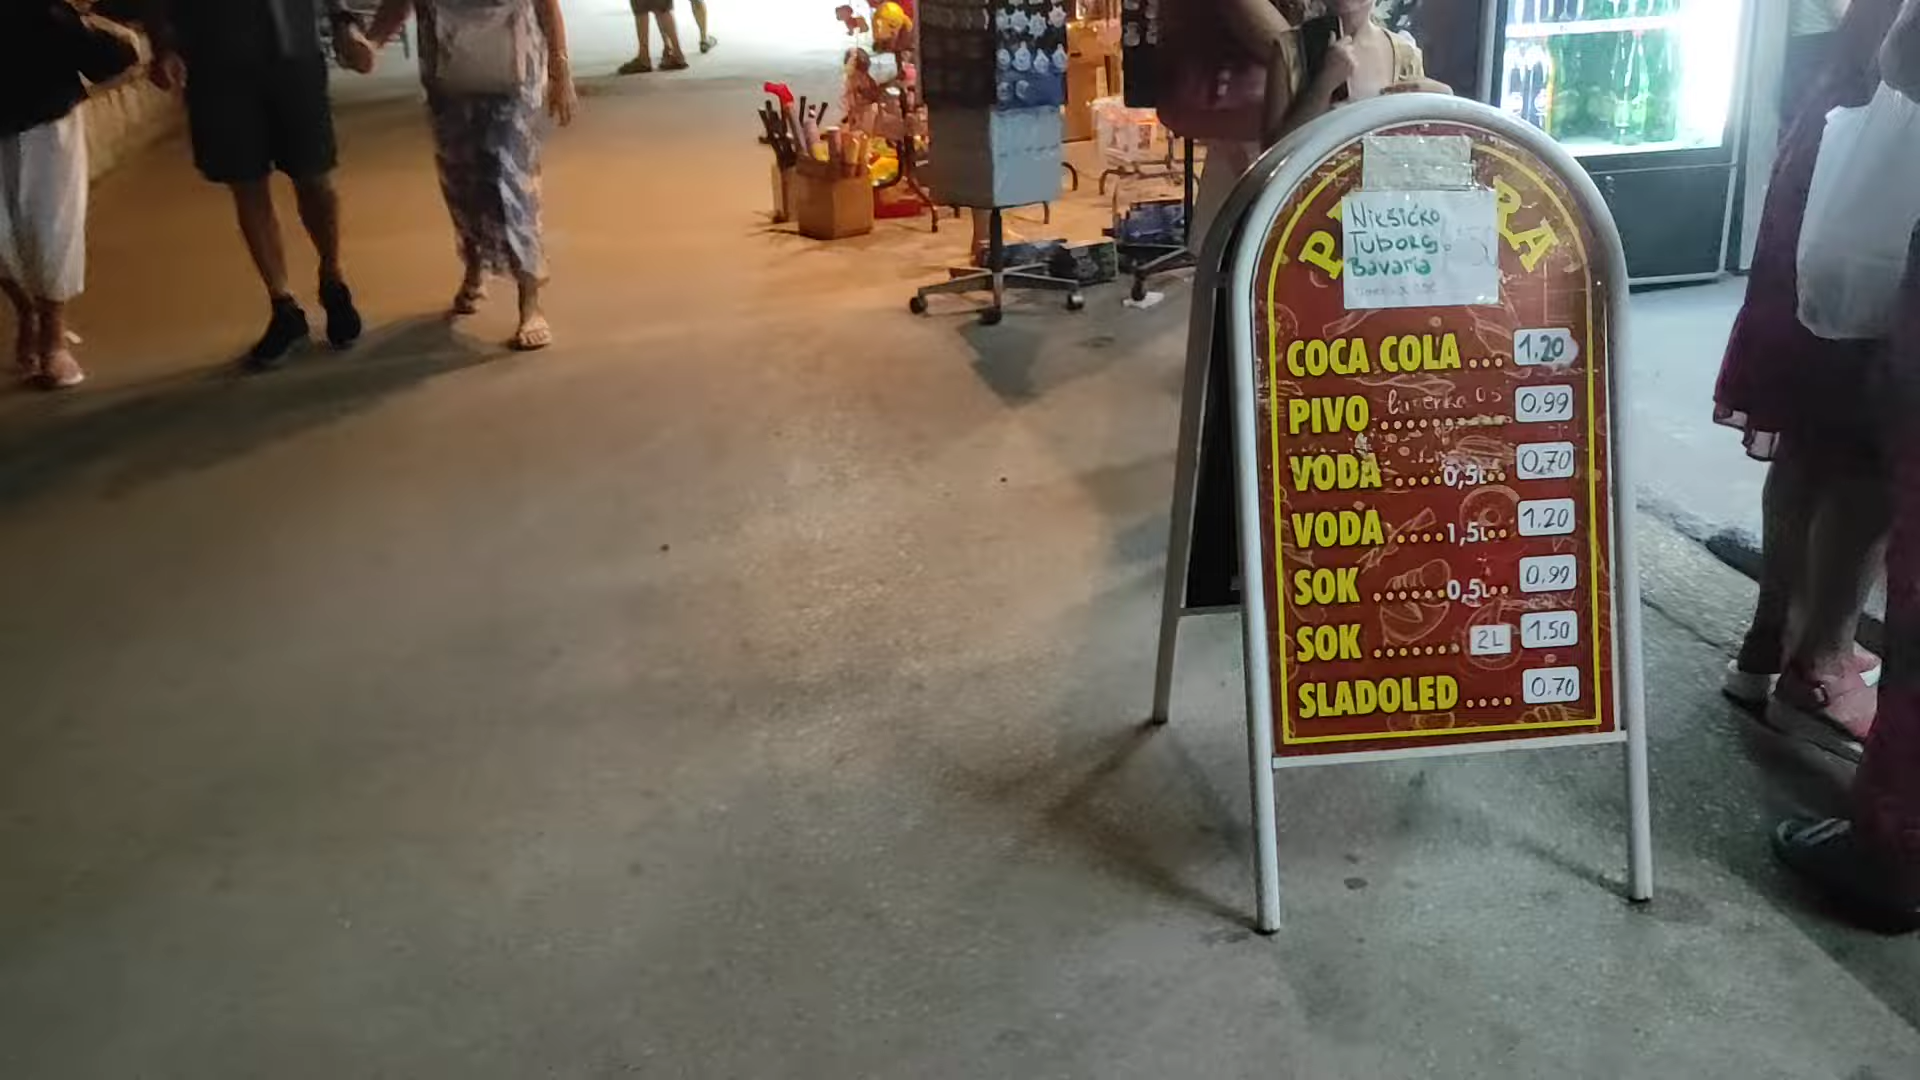 Nikšićko
Tuborg
Bavaria
COCA COLA ... 1.20
PIVO ........ 0,99
VODA ....0,5L.. 0,70
VODA ....1,5L.. 1.20
SOK ......0,5L.. 0.99
SOK ....... 2L 1.50
SLADOLED .... 0.70